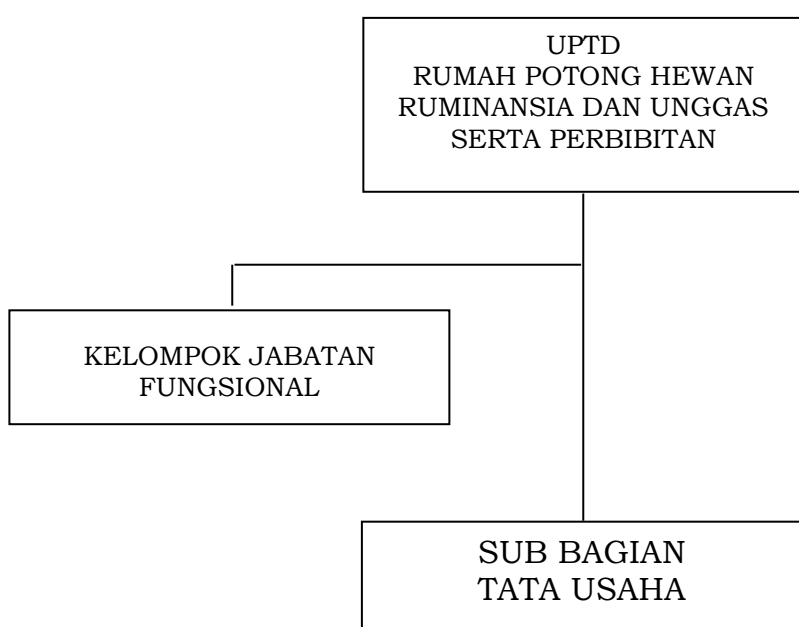 UPTD
RUMAH POTONG HEWAN
RUMINANSIA DAN UNGGAS
SERTA PERBIBITAN
KELOMPOK JABATAN
FUNGSIONAL
SUB BAGIAN
TATA USAHA